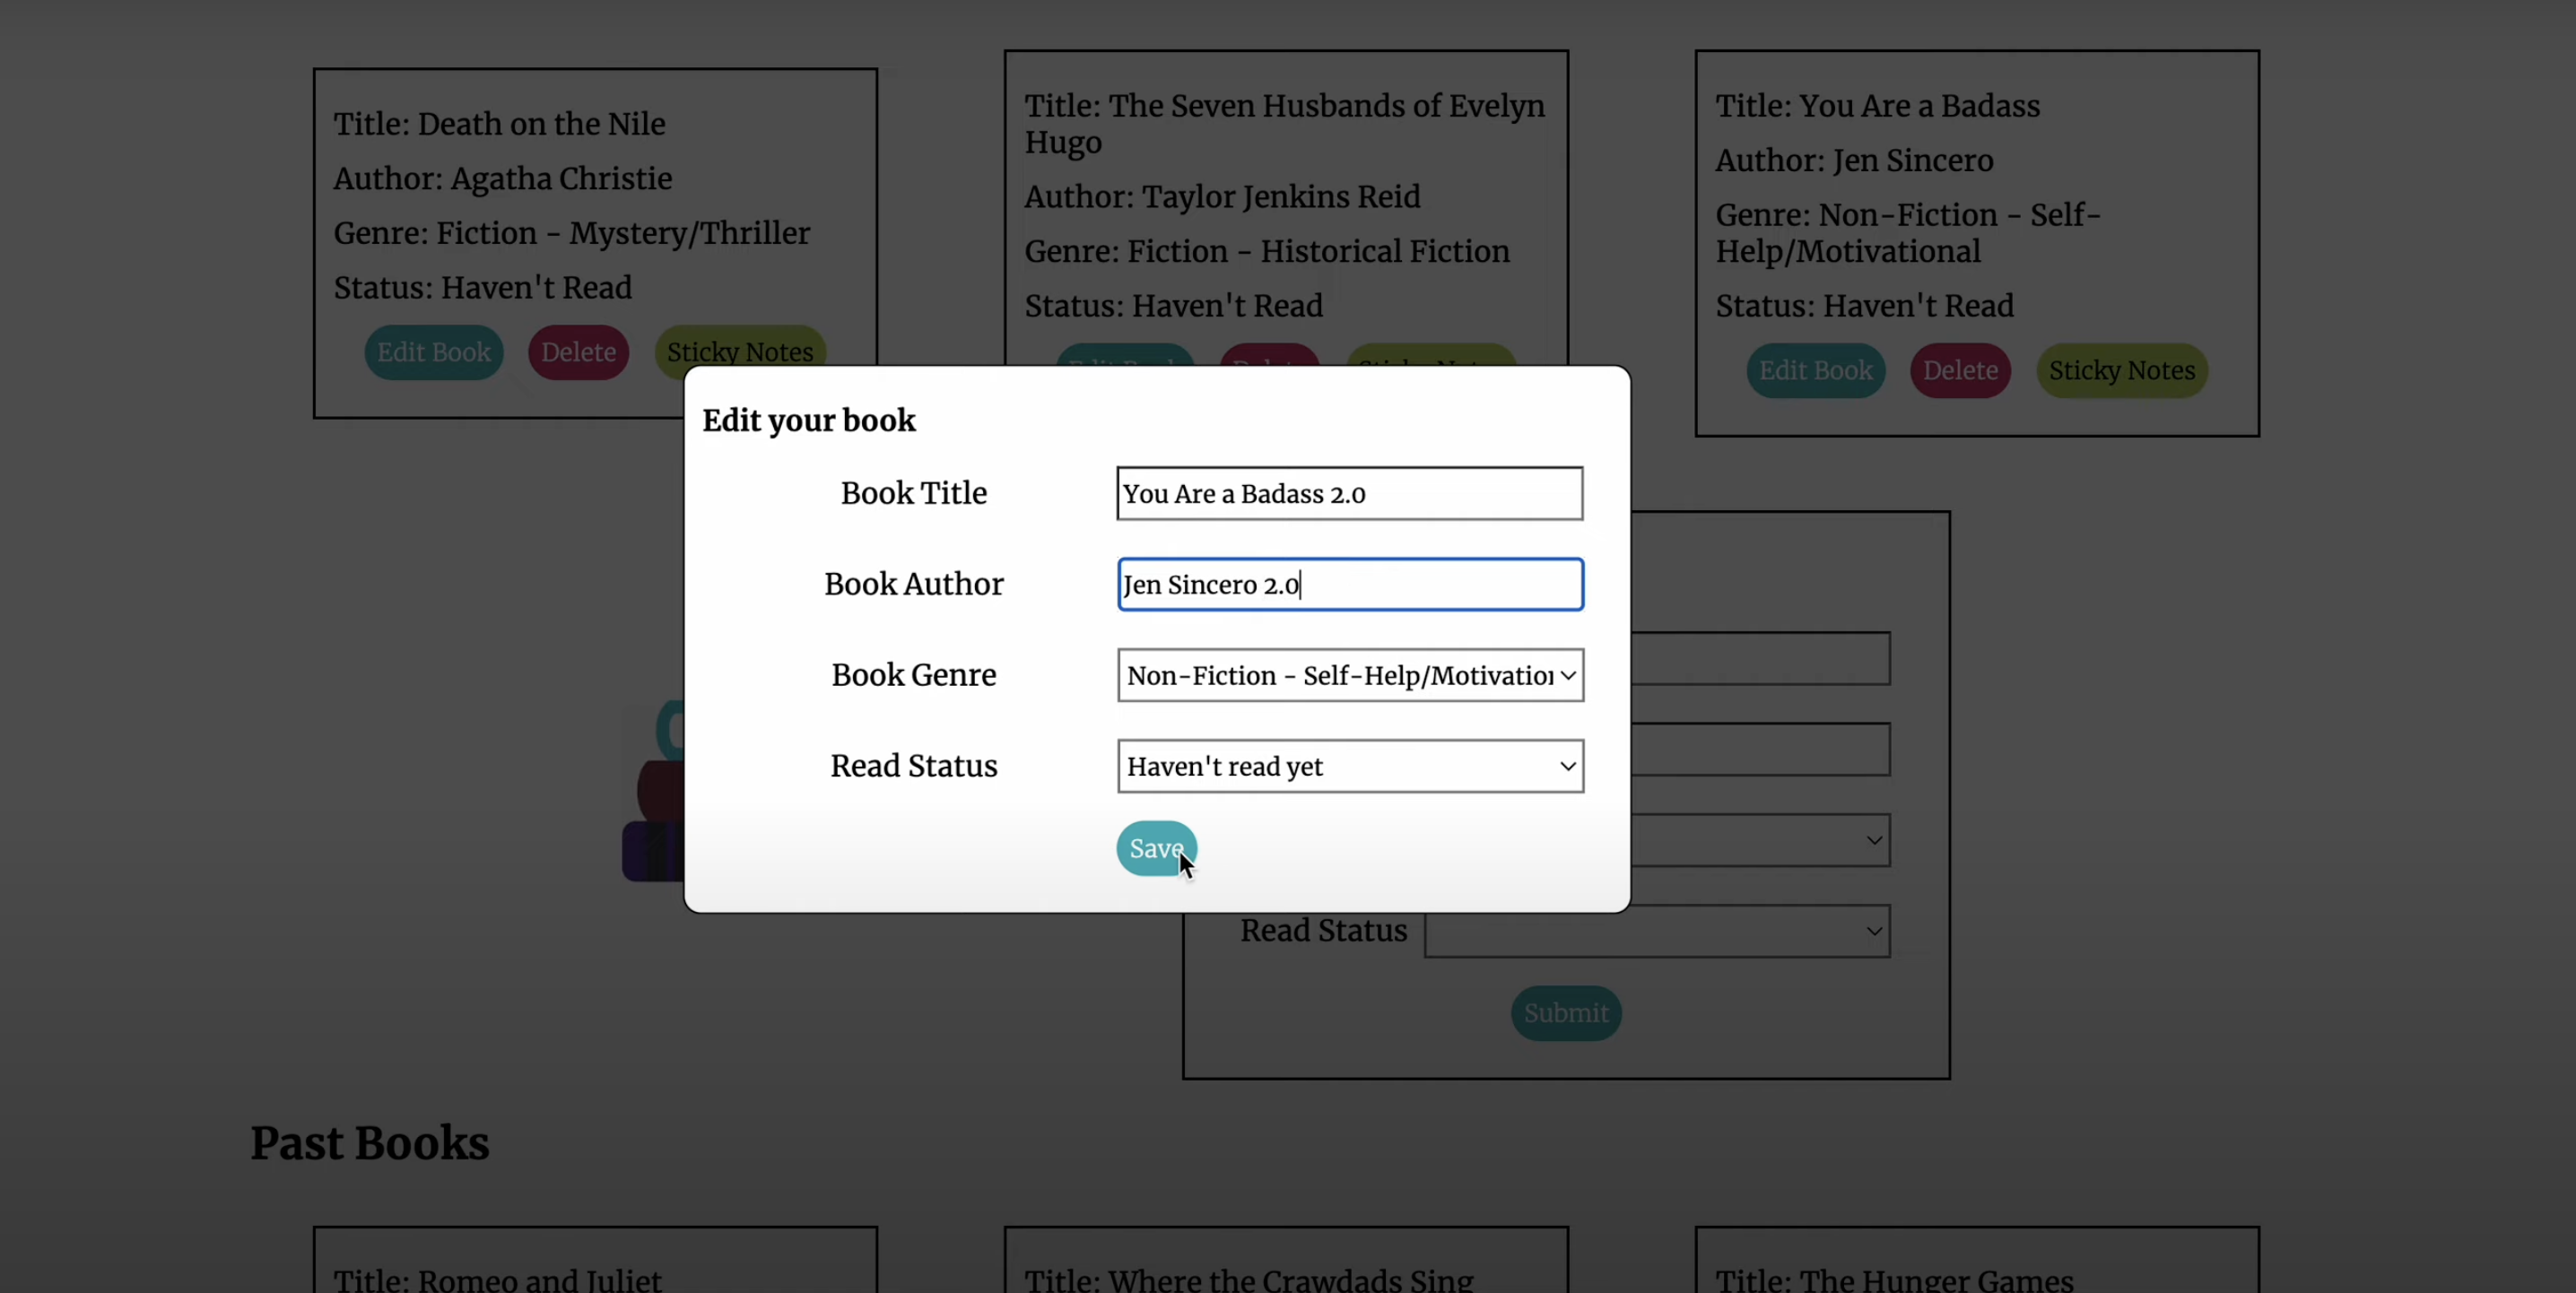 Title: Death on the Nile
Author: Agatha Christie
Genre: Fiction - Mystery/Thriller
Status: Haven't Read
Edit Book Delete Sticky Notes
Title: The Seven Husbands of Evelyn
Hugo
Author: Taylor Jenkins Reid
Genre: Fiction - Historical Fiction
Status: Haven't Read
Title: You Are a Badass
Author: Jen Sincero
Genre: Non-Fiction - Self-
Help/Motivational
Status: Haven't Read
Edit Book Delete Sticky Notes
Edit your book
Book Title You Are a Badass 2.0
Book Author Jen Sincero 2.0
Book Genre Non-Fiction - Self-Help/Motivation
Read Status Haven't read yet
Save
Read Status
Submit
Past Books
Title: Romeo and Juliet
Title: Where the Crawdads Sing
Title: The Hunger Games